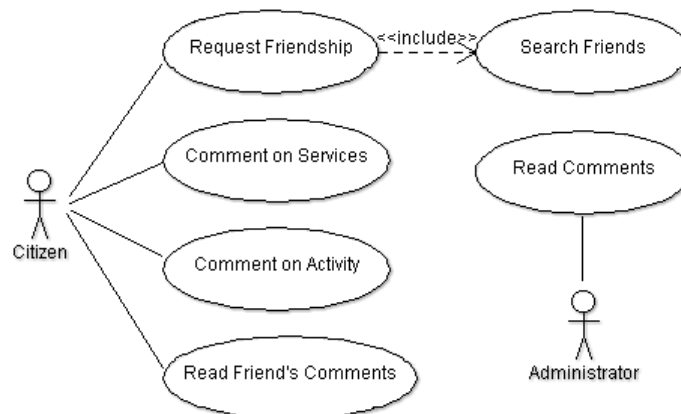 Request Friendship
<<include>>
Search Friends
Comment on Services
Read Comments
Citizen
Comment on Activity
Administrator
Read Friend's Comments